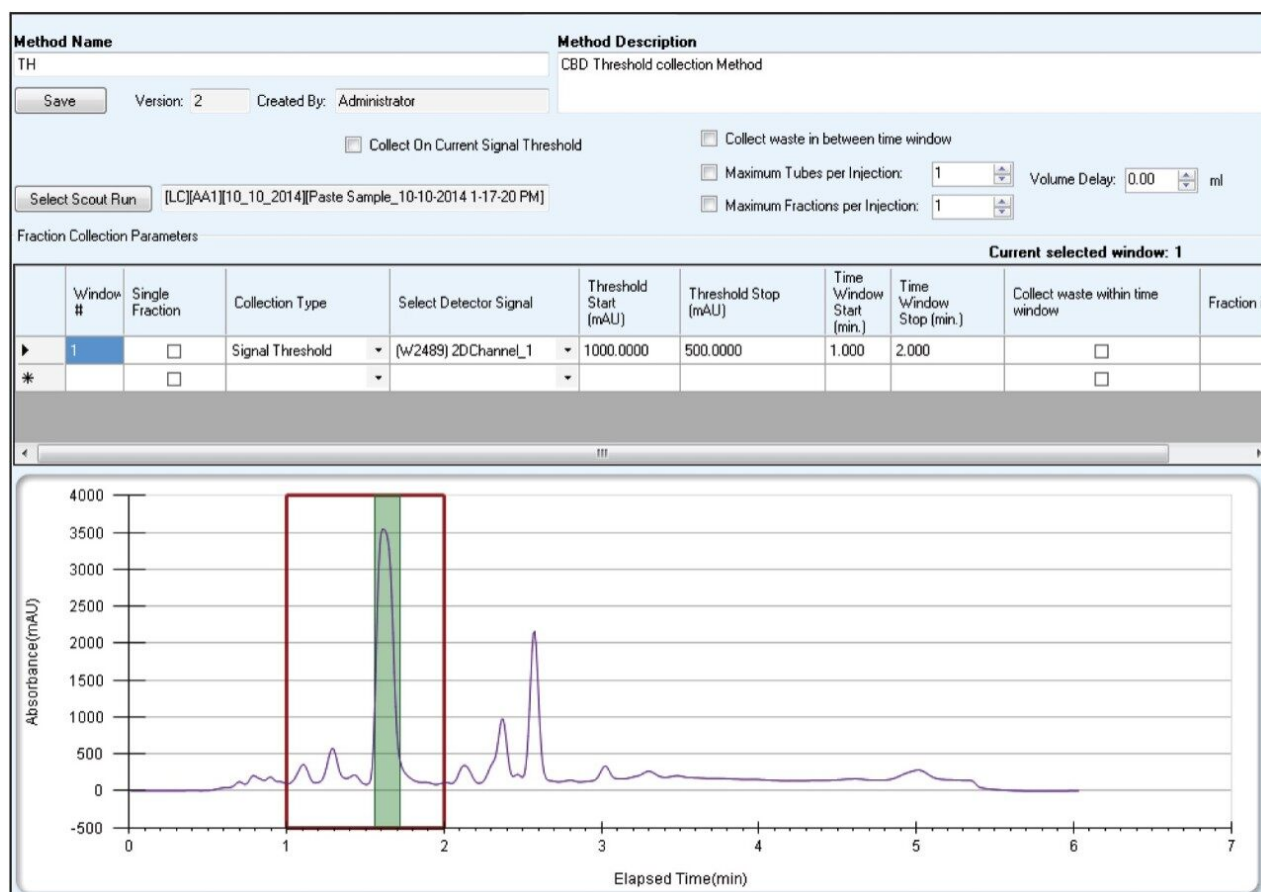 Method Name
Method Description
TH
CBD Threshold collection Method
Save
Version: 2
Created By: Administrator
Collect On Current Signal Threshold
Collect waste in between time window
Maximum Tubes per Injection: 1
Volume Delay: 0.00 ml
Select Scout Run
[LC][AA1][10_10_2014][Paste Sample_10-10-2014 1-17-20 PM]
Maximum Fractions per Injection: 1
Fraction Collection Parameters
Current selected window: 1
Window #
Single Fraction
Collection Type
Select Detector Signal
Threshold Start (mAU)
Threshold Stop (mAU)
Time Window Start (min.)
Time Window Stop (min.)
Collect waste within time window
Fraction
1 Signal Threshold (W2489) 2DChannel_1 1000.0000 500.0000 1.000 2.000
4000
3500
3000
2500
2000
1500
1000
500
0
-500
Absorbance(mAU)
0 1 2 3 4 5 6 7
Elapsed Time(min)